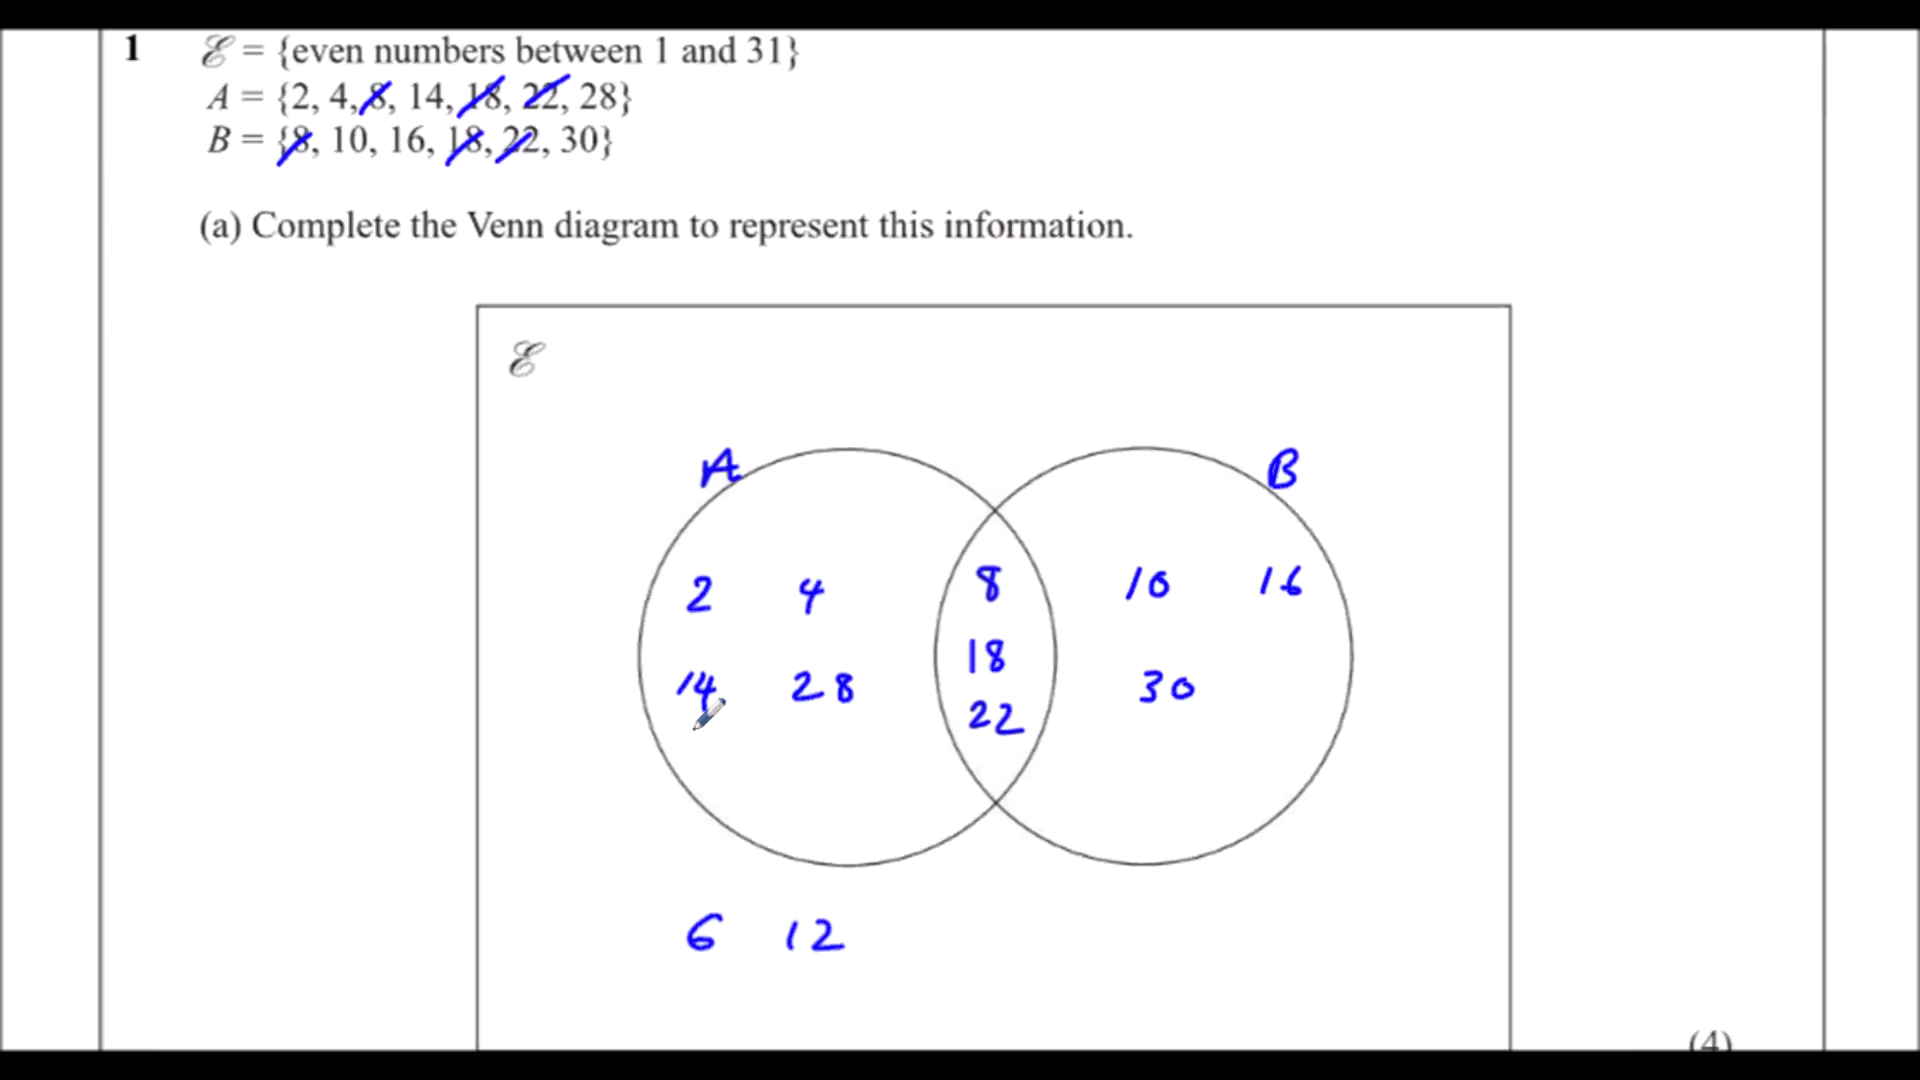 1 ℰ = {even numbers between 1 and 31}
A = {2, 4, 8, 14, 18, 22, 28}
B = {8, 10, 16, 18, 22, 30}
(a) Complete the Venn diagram to represent this information.
ℰ
A B
2 4 8 10 16
18
14 28 22 30
6 12
(4)